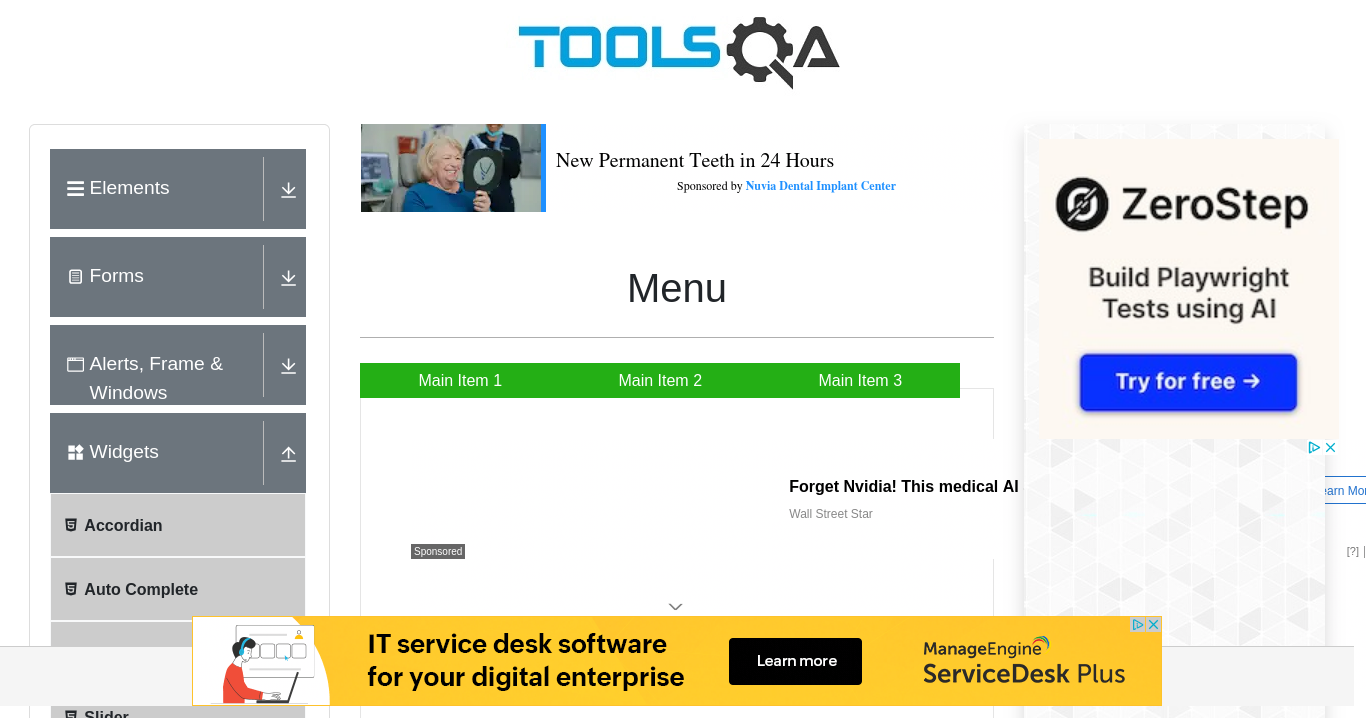 TOOLSQA
Elements
Forms
Alerts, Frame &
Windows
Widgets
Accordian
Auto Complete
Slider
New Permanent Teeth in 24 Hours
Sponsored by Nuvia Dental Implant Center
Menu
Main Item 1
Main Item 2
Main Item 3
Forget Nvidia! This medical AI
Wall Street Star
Sponsored
ZeroStep
Build Playwright
Tests using AI
Try for free →
earn Mor
[?]
IT service desk software
for your digital enterprise
Learn more
ManageEngine
ServiceDesk Plus